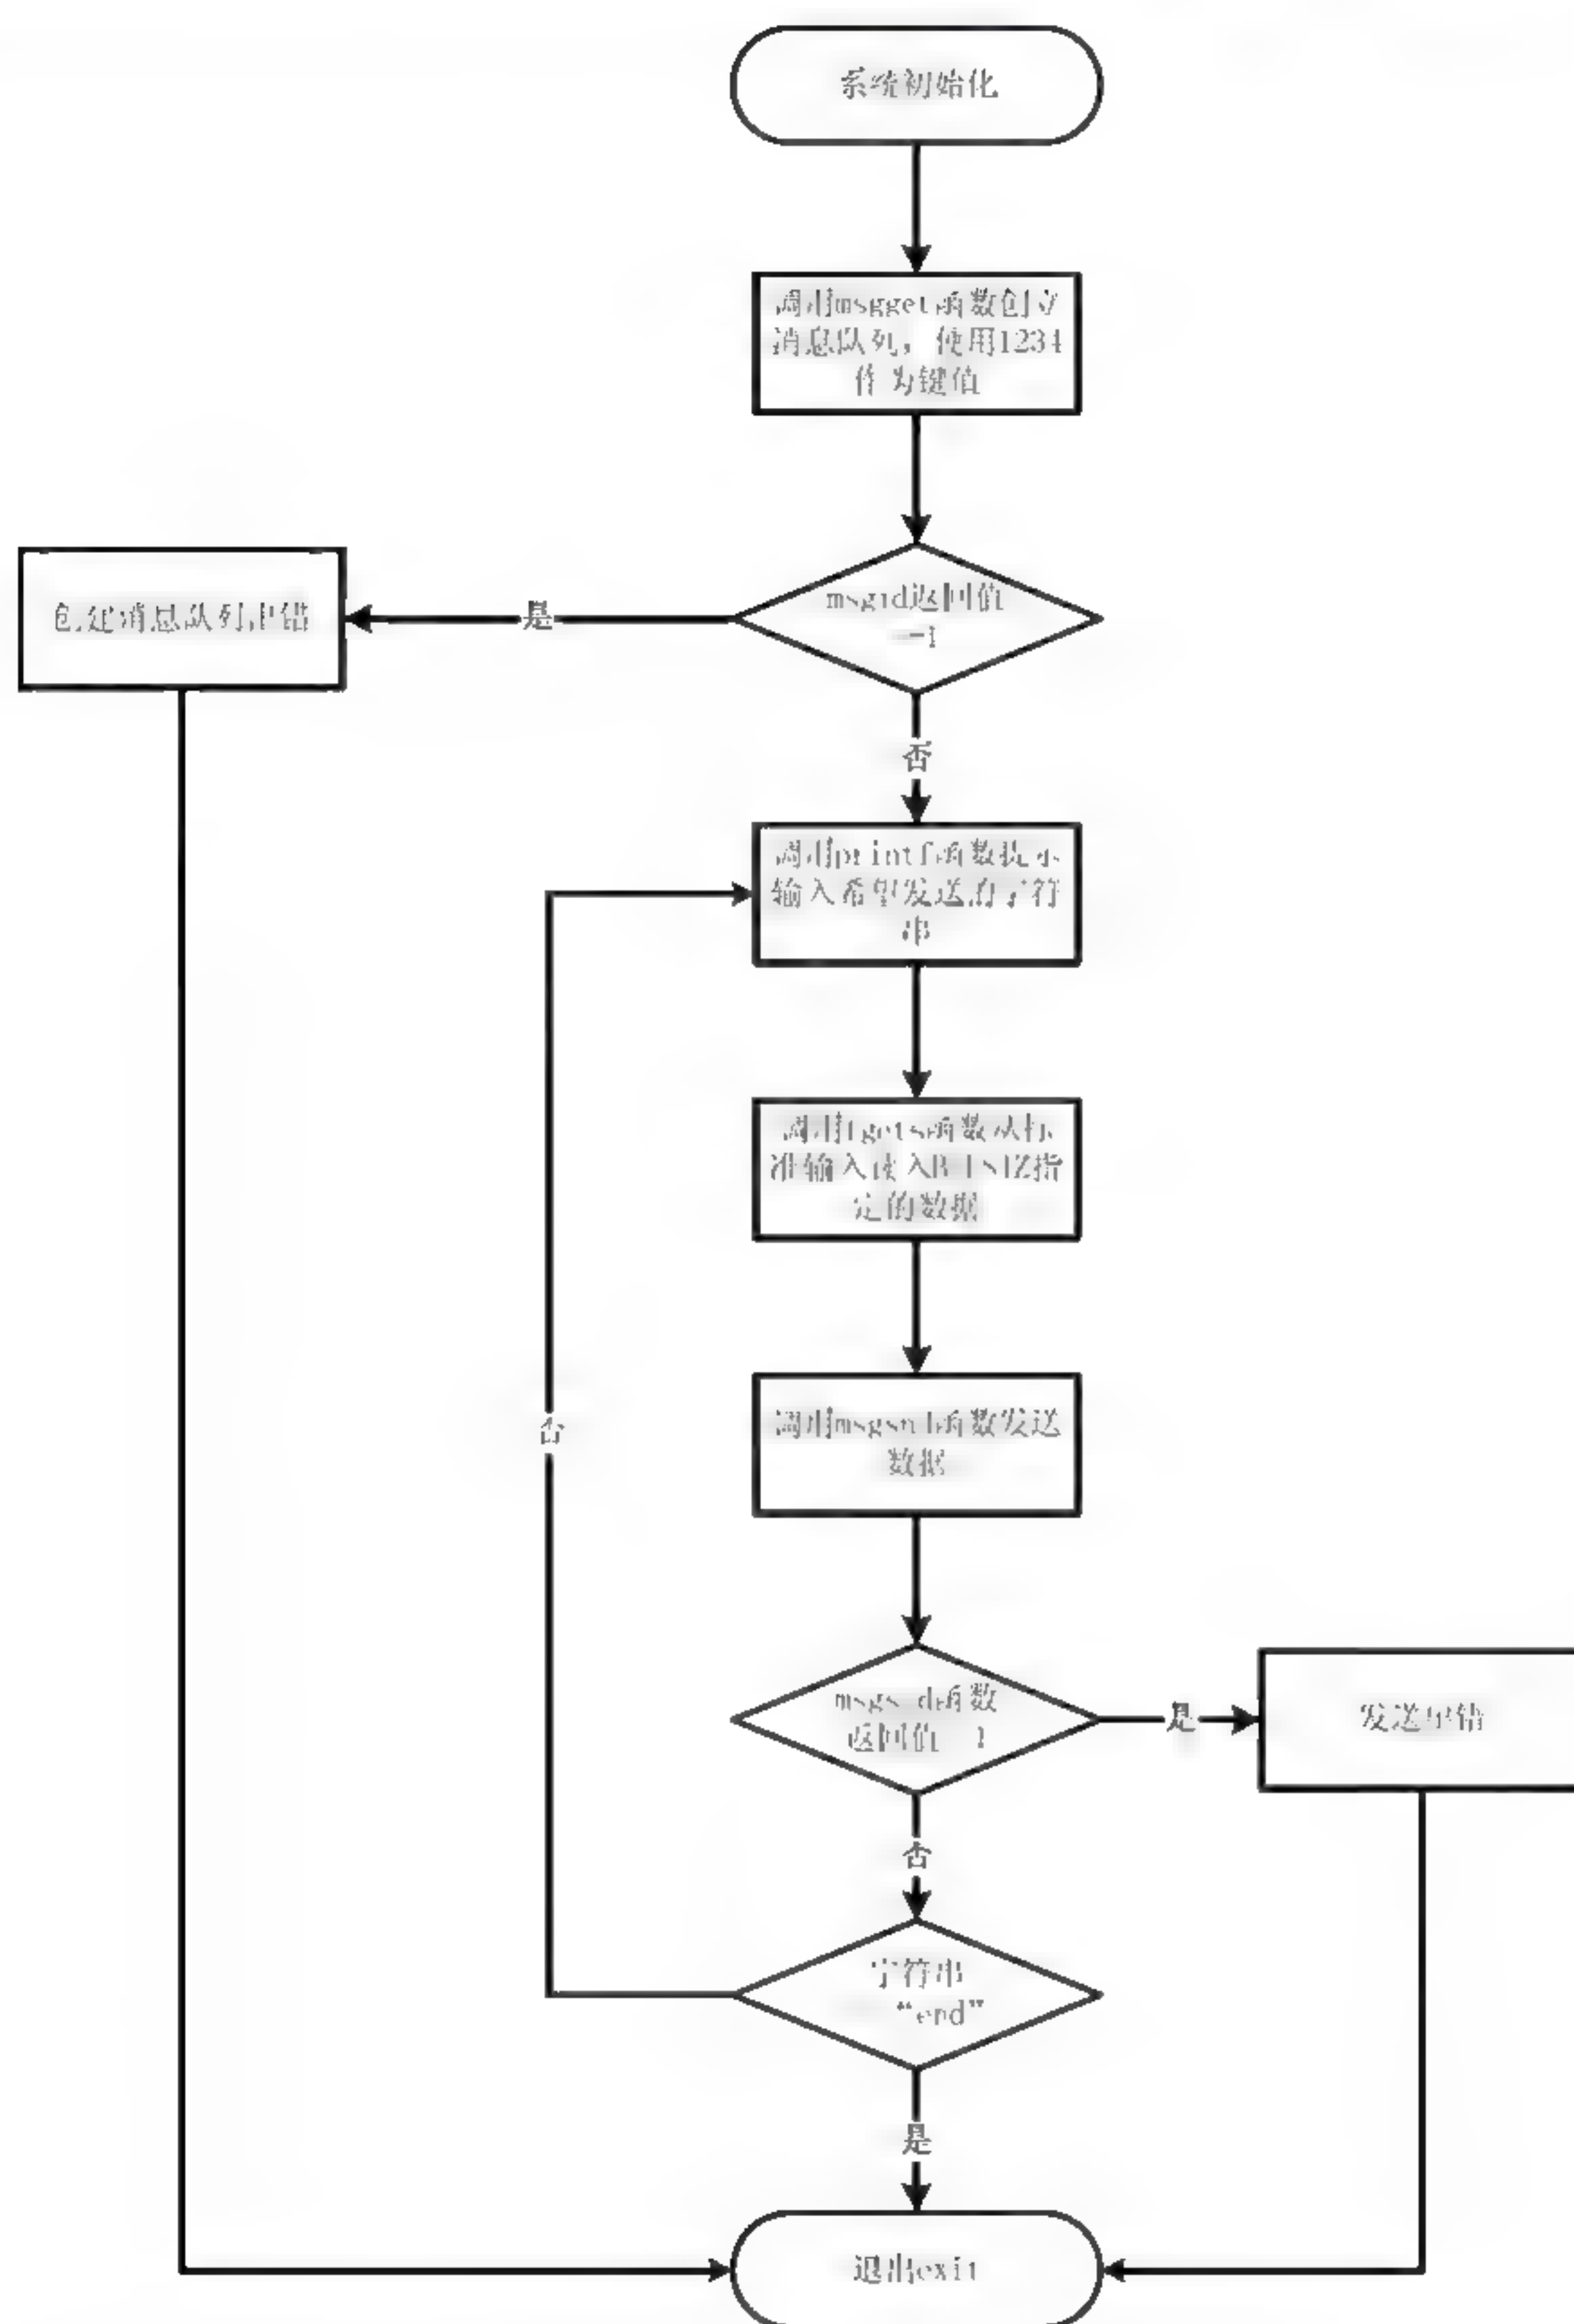 系统初始化
调用msgget函数创立
消息队列，使用1234
作为键值
msgid返回值
=-1
是
创建消息队列出错
否
调用printf函数提示
输入希望发送的字符
串
调用fgets函数从标
准输入读入BUFSIZ指
定的数据
调用msgsnd函数发送
数据
否
msgsnd函数
返回值
是
发送出错
否
字符串
“end”
是
退出exit